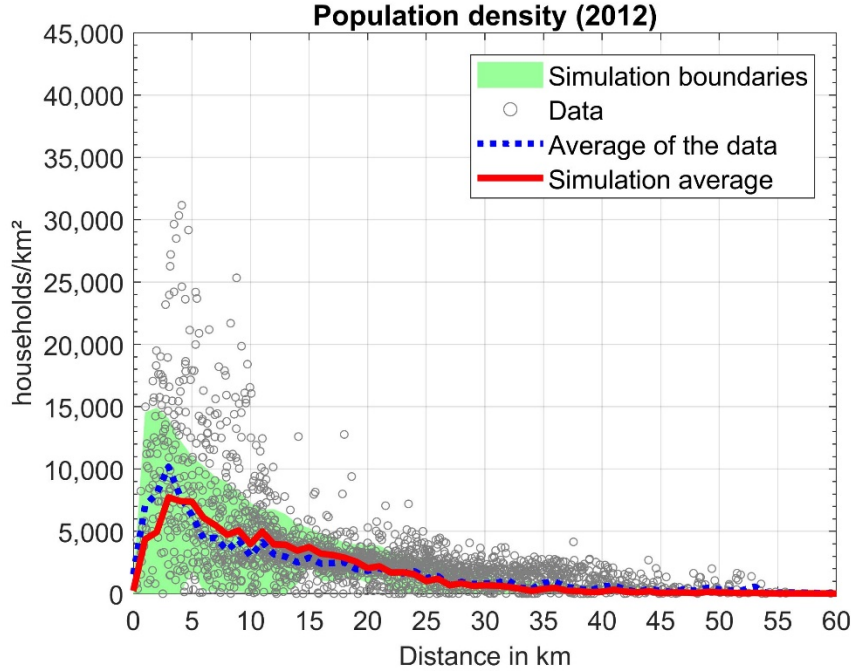 Population density (2012)
45,000
40,000
35,000
30,000
25,000
20,000
15,000
10,000
5,000
0
households/km²
Simulation boundaries
Data
Average of the data
Simulation average
0 5 10 15 20 25 30 35 40 45 50 55 60
Distance in km